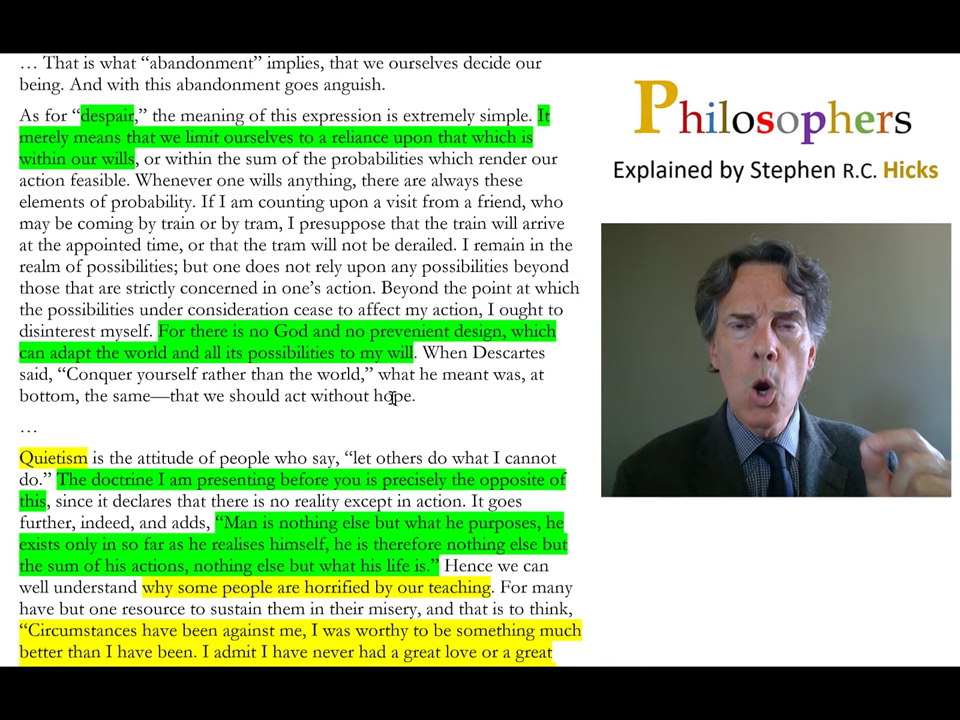 … That is what “abandonment” implies, that we ourselves decide our
being. And with this abandonment goes anguish.
As for “despair,” the meaning of this expression is extremely simple. It
merely means that we limit ourselves to a reliance upon that which is
within our wills, or within the sum of the probabilities which render our
action feasible. Whenever one wills anything, there are always these
elements of probability. If I am counting upon a visit from a friend, who
may be coming by train or by tram, I presuppose that the train will arrive
at the appointed time, or that the tram will not be derailed. I remain in the
realm of possibilities; but one does not rely upon any possibilities beyond
those that are strictly concerned in one’s action. Beyond the point at which
the possibilities under consideration cease to affect my action, I ought to
disinterest myself. For there is no God and no prevenient design, which
can adapt the world and all its possibilities to my will. When Descartes
said, “Conquer yourself rather than the world,” what he meant was, at
bottom, the same—that we should act without hope.
…
Quietism is the attitude of people who say, “let others do what I cannot
do.” The doctrine I am presenting before you is precisely the opposite of
this, since it declares that there is no reality except in action. It goes
further, indeed, and adds, “Man is nothing else but what he purposes, he
exists only in so far as he realises himself, he is therefore nothing else but
the sum of his actions, nothing else but what his life is.” Hence we can
well understand why some people are horrified by our teaching. For many
have but one resource to sustain them in their misery, and that is to think,
“Circumstances have been against me, I was worthy to be something much
better than I have been. I admit I have never had a great love or a great
Philosophers
Explained by Stephen R.C. Hicks